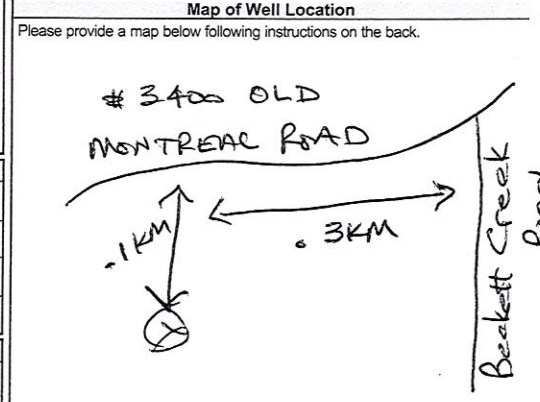 Map of Well Location
Please provide a map below following instructions on the back.
# 3400 OLD
MONTREAL ROAD
.1KM
.3KM
Beckett Creek
Road